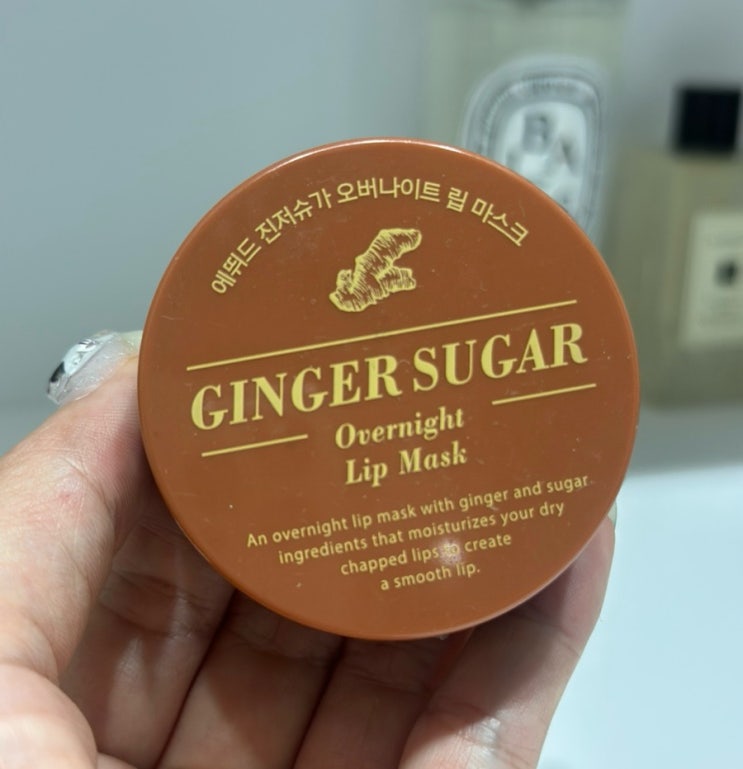 에뛰드 진저슈가 오버나이트 립 마스크
GINGER SUGAR
Overnight
Lip Mask
An overnight lip mask with ginger and sugar
ingredients that moisturizes your dry
chapped lips to create
a smooth lip.